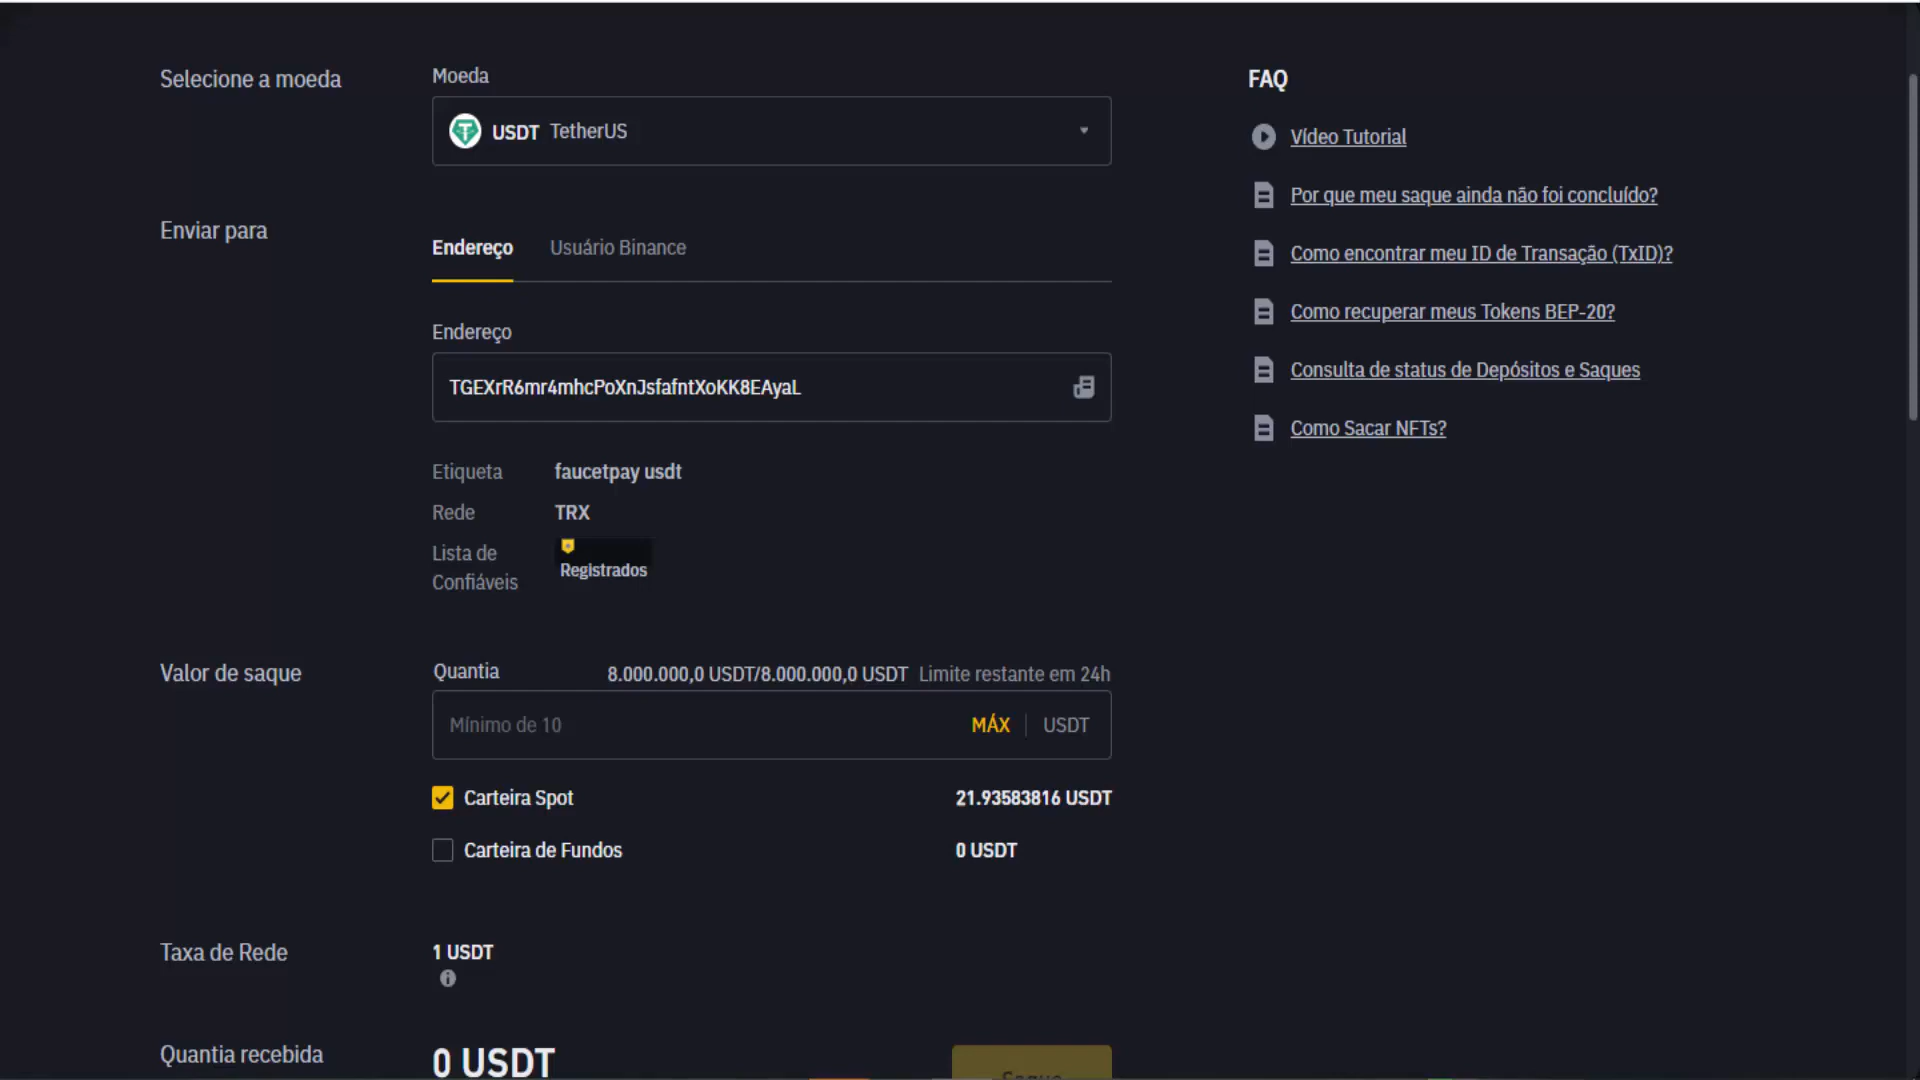 Selecione a moeda
Moeda
USDT TetherUS
Enviar para
Endereço Usuário Binance
Endereço
TGEXrR6mr4mhcPoXnJsfafntXoKK8EAyaL
Etiqueta faucetpay usdt
Rede TRX
Lista de Confiáveis
Registrados
Valor de saque
Quantia 8.000.000,0 USDT/8.000.000,0 USDT Limite restante em 24h
Mínimo de 10 MÁX USDT
Carteira Spot 21.93583816 USDT
Carteira de Fundos 0 USDT
Taxa de Rede 1 USDT
Quantia recebida 0 USDT
Saque
FAQ
Vídeo Tutorial
Por que meu saque ainda não foi concluído?
Como encontrar meu ID de Transação (TxID)?
Como recuperar meus Tokens BEP-20?
Consulta de status de Depósitos e Saques
Como Sacar NFTs?